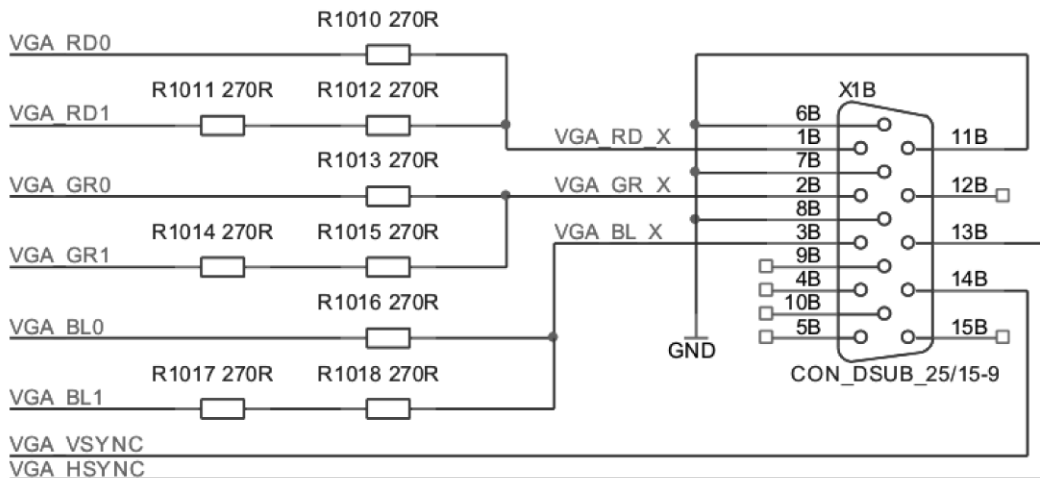 R1010 270R
VGA_RD0
R1011 270R R1012 270R
VGA_RD1
X1B
6B
VGA_RD_X 1B 11B
R1013 270R
7B
VGA_GR0 VGA_GR_X 2B 12B
8B
R1014 270R R1015 270R
VGA_BL_X 3B 13B
VGA_GR1
9B
4B 14B
R1016 270R
10B
VGA_BL0
5B 15B
GND
R1017 270R R1018 270R
CON_DSUB_25/15-9
VGA_BL1
VGA_VSYNC
VGA_HSYNC